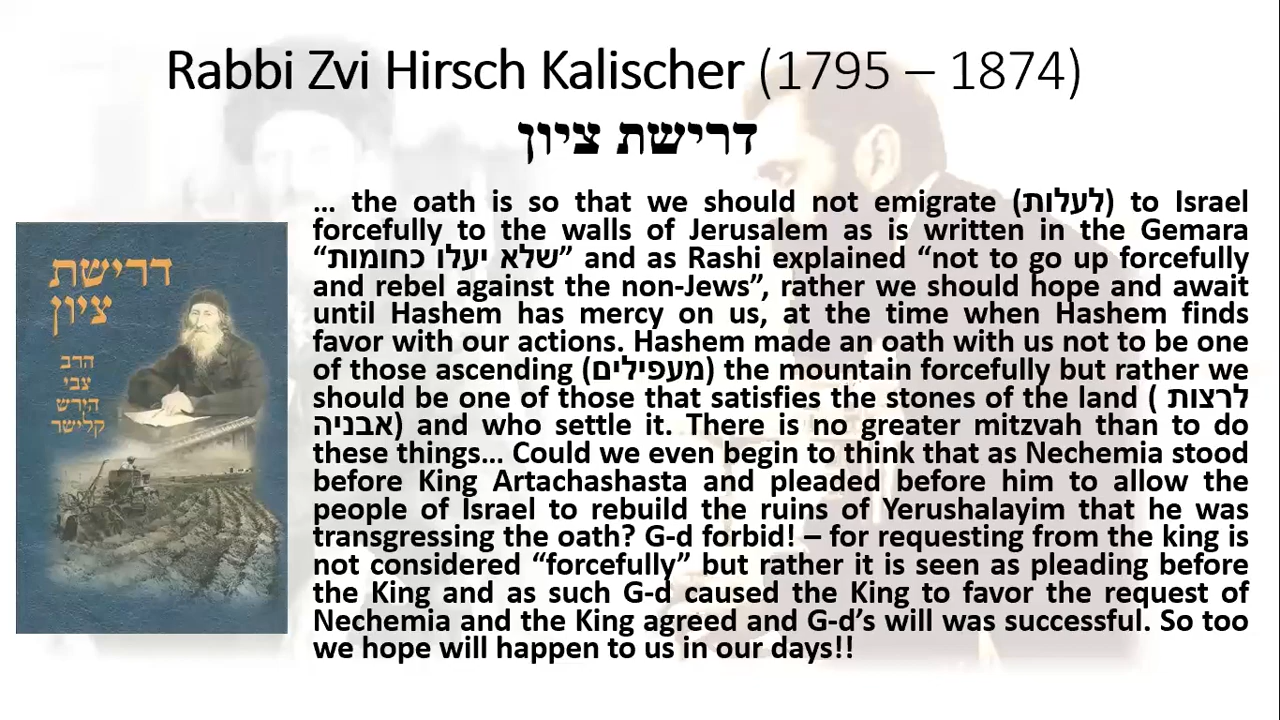 Rabbi Zvi Hirsch Kalischer (1795 – 1874)
דרישת ציון
... the oath is so that we should not emigrate (לעלות) to Israel
forcefully to the walls of Jerusalem as is written in the Gemara
“שלא יעלו כחומות” and as Rashi explained “not to go up forcefully
and rebel against the non-Jews”, rather we should hope and await
until Hashem has mercy on us, at the time when Hashem finds
favor with our actions. Hashem made an oath with us not to be one
of those ascending (מעפילים) the mountain forcefully but rather we
should be one of those that satisfies the stones of the land ( לרצות
אבניה) and who settle it. There is no greater mitzvah than to do
these things... Could we even begin to think that as Nechemia stood
before King Artachashasta and pleaded before him to allow the
people of Israel to rebuild the ruins of Yerushalayim that he was
transgressing the oath? G-d forbid! – for requesting from the king is
not considered “forcefully” but rather it is seen as pleading before
the King and as such G-d caused the King to favor the request of
Nechemia and the King agreed and G-d’s will was successful. So too
we hope will happen to us in our days!!
דרישת
ציון
הרב
צבי
הירש
קלישר